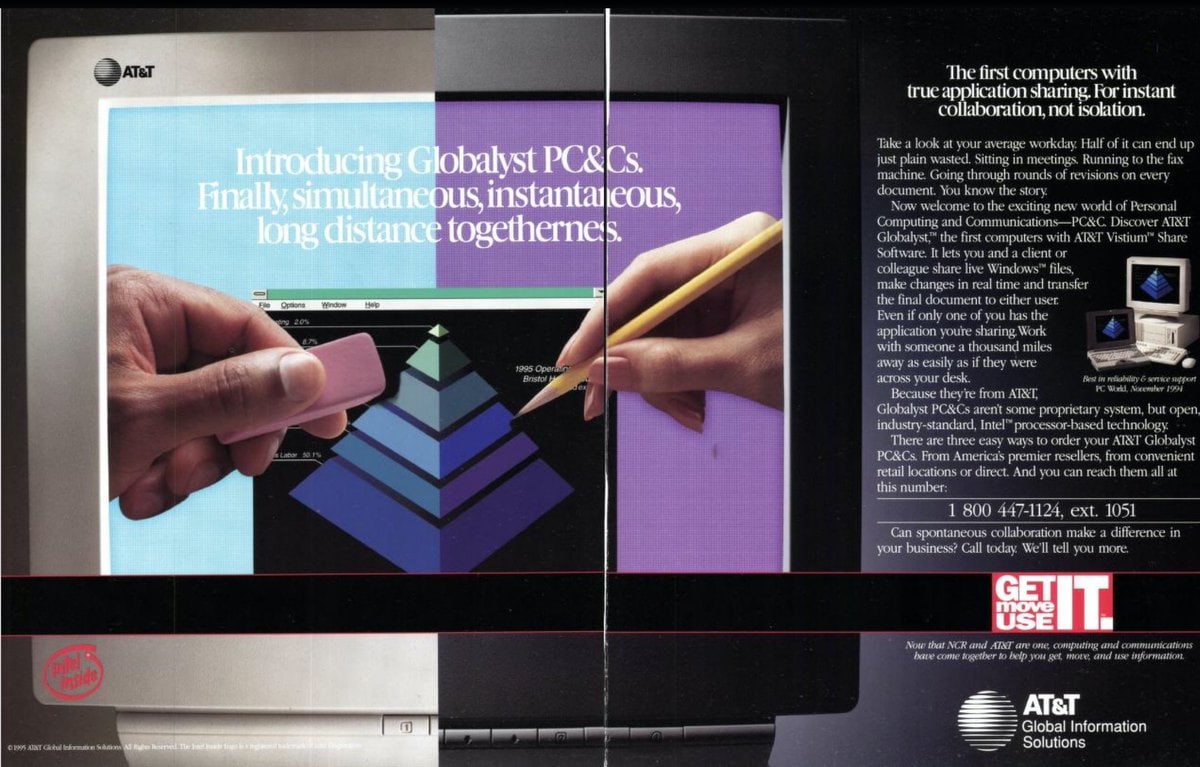 AT&T
Introducing Globalyst PC&Cs.
Finally, simultaneous, instantaneous,
long distance togethernes.
File Options Window Help
2.0%
8.7%
1995
Bristol
Labar 50.1%
intel
inside
©1995 AT&T Global Information Solutions. All Rights Reserved. The Intel Inside Logo is a registered trademark of Intel Corporation.
The first computers with
true application sharing. For instant
collaboration, not isolation.
Take a look at your average workday. Half of it can end up
just plain wasted. Sitting in meetings. Running to the fax
machine. Going through rounds of revisions on every
document. You know the story.
Now welcome to the exciting new world of Personal
Computing and Communications—PC&C. Discover AT&T
Globalyst,™ the first computers with AT&T Vistium™ Share
Software. It lets you and a client or
colleague share live Windows™ files,
make changes in real time and transfer
the final document to either user.
Even if only one of you has the
application you're sharing. Work
with someone a thousand miles
away as easily as if they were
across your desk.
Best in reliability & service support
PC World, November 1994
Because they're from AT&T,
Globalyst PC&Cs aren't some proprietary system, but open,
industry-standard, Intel™ processor-based technology.
There are three easy ways to order your AT&T Globalyst
PC&Cs. From America's premier resellers, from convenient
retail locations or direct. And you can reach them all at
this number:
1 800 447-1124, ext. 1051
Can spontaneous collaboration make a difference in
your business? Call today. We'll tell you more.
GET
move
USE
IT.
Now that NCR and AT&T are one, computing and communications
have come together to help you get, move, and use information.
AT&T
Global Information
Solutions